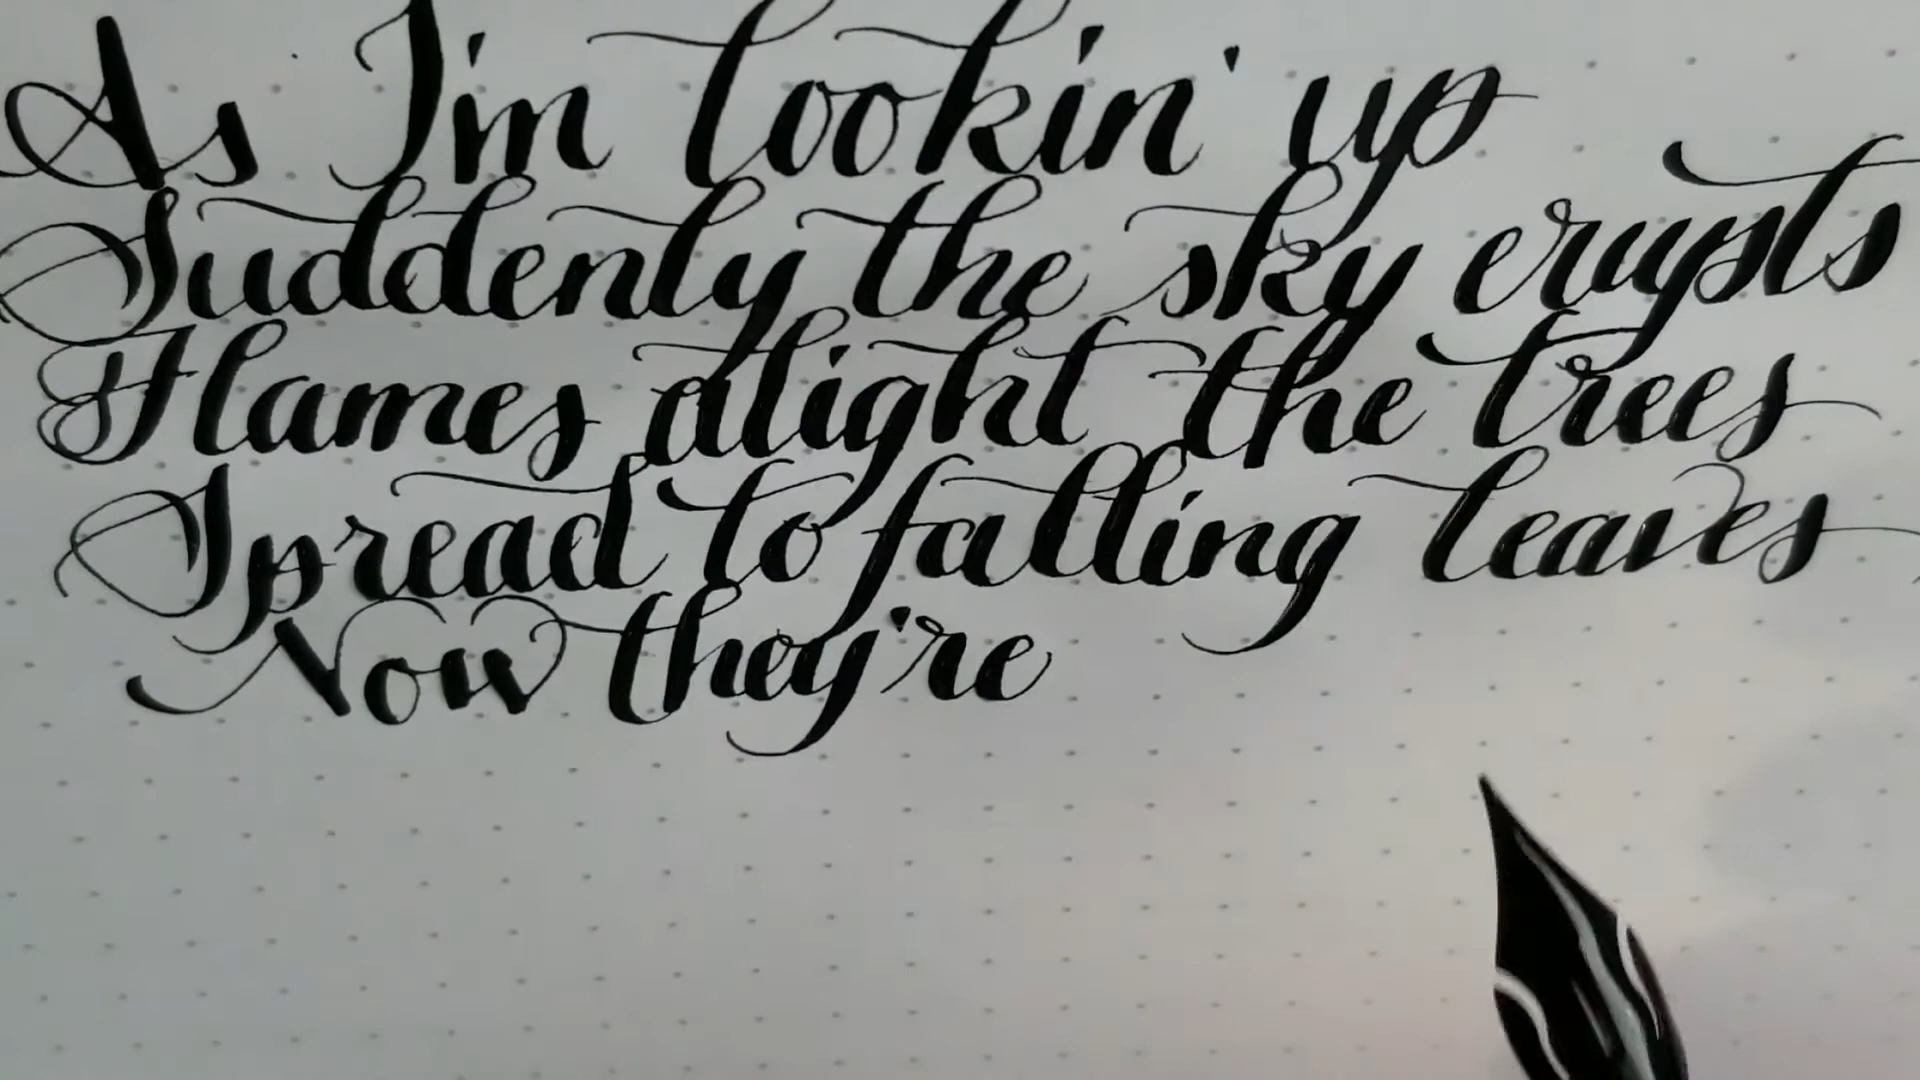 As I'm lookin' up
Suddenly the sky erupts
Flames alight the trees
Spread to falling leaves
Now they're